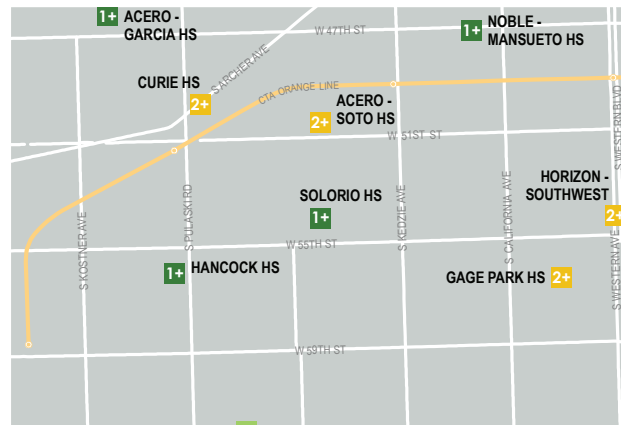 1+ ACERO -
GARCIA HS
W 47TH ST
1+ NOBLE -
MANSUETO HS
S ARCHER AVE
CURIE HS
2+
CTA ORANGE LINE
ACERO -
SOTO HS
2+
W 51ST ST
S WESTERN BLVD
HORIZON -
SOUTHWEST
2+
SOLORIO HS
1+
S KOSTNER AVE
S PULASKI RD
S KEDZIE AVE
S CALIFORNIA AVE
S WESTERN AVE
W 55TH ST
1+ HANCOCK HS
GAGE PARK HS 2+
W 59TH ST